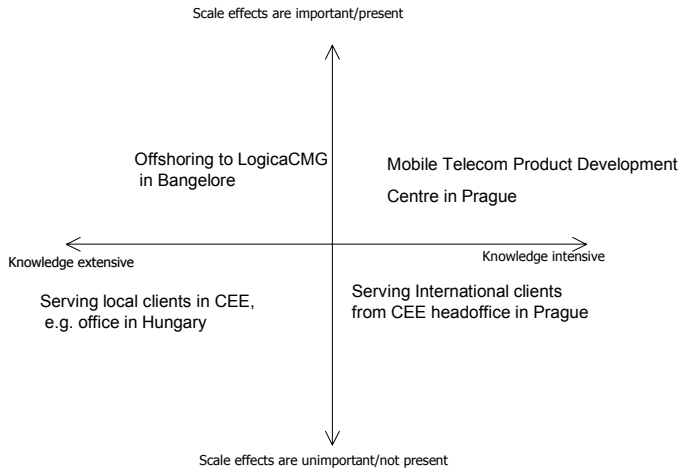 Scale effects are important/present
Offshoring to LogicaCMG
in Bangelore
Mobile Telecom Product Development
Centre in Prague
Knowledge extensive
Knowledge intensive
Serving local clients in CEE,
e.g. office in Hungary
Serving International clients
from CEE headoffice in Prague
Scale effects are unimportant/not present